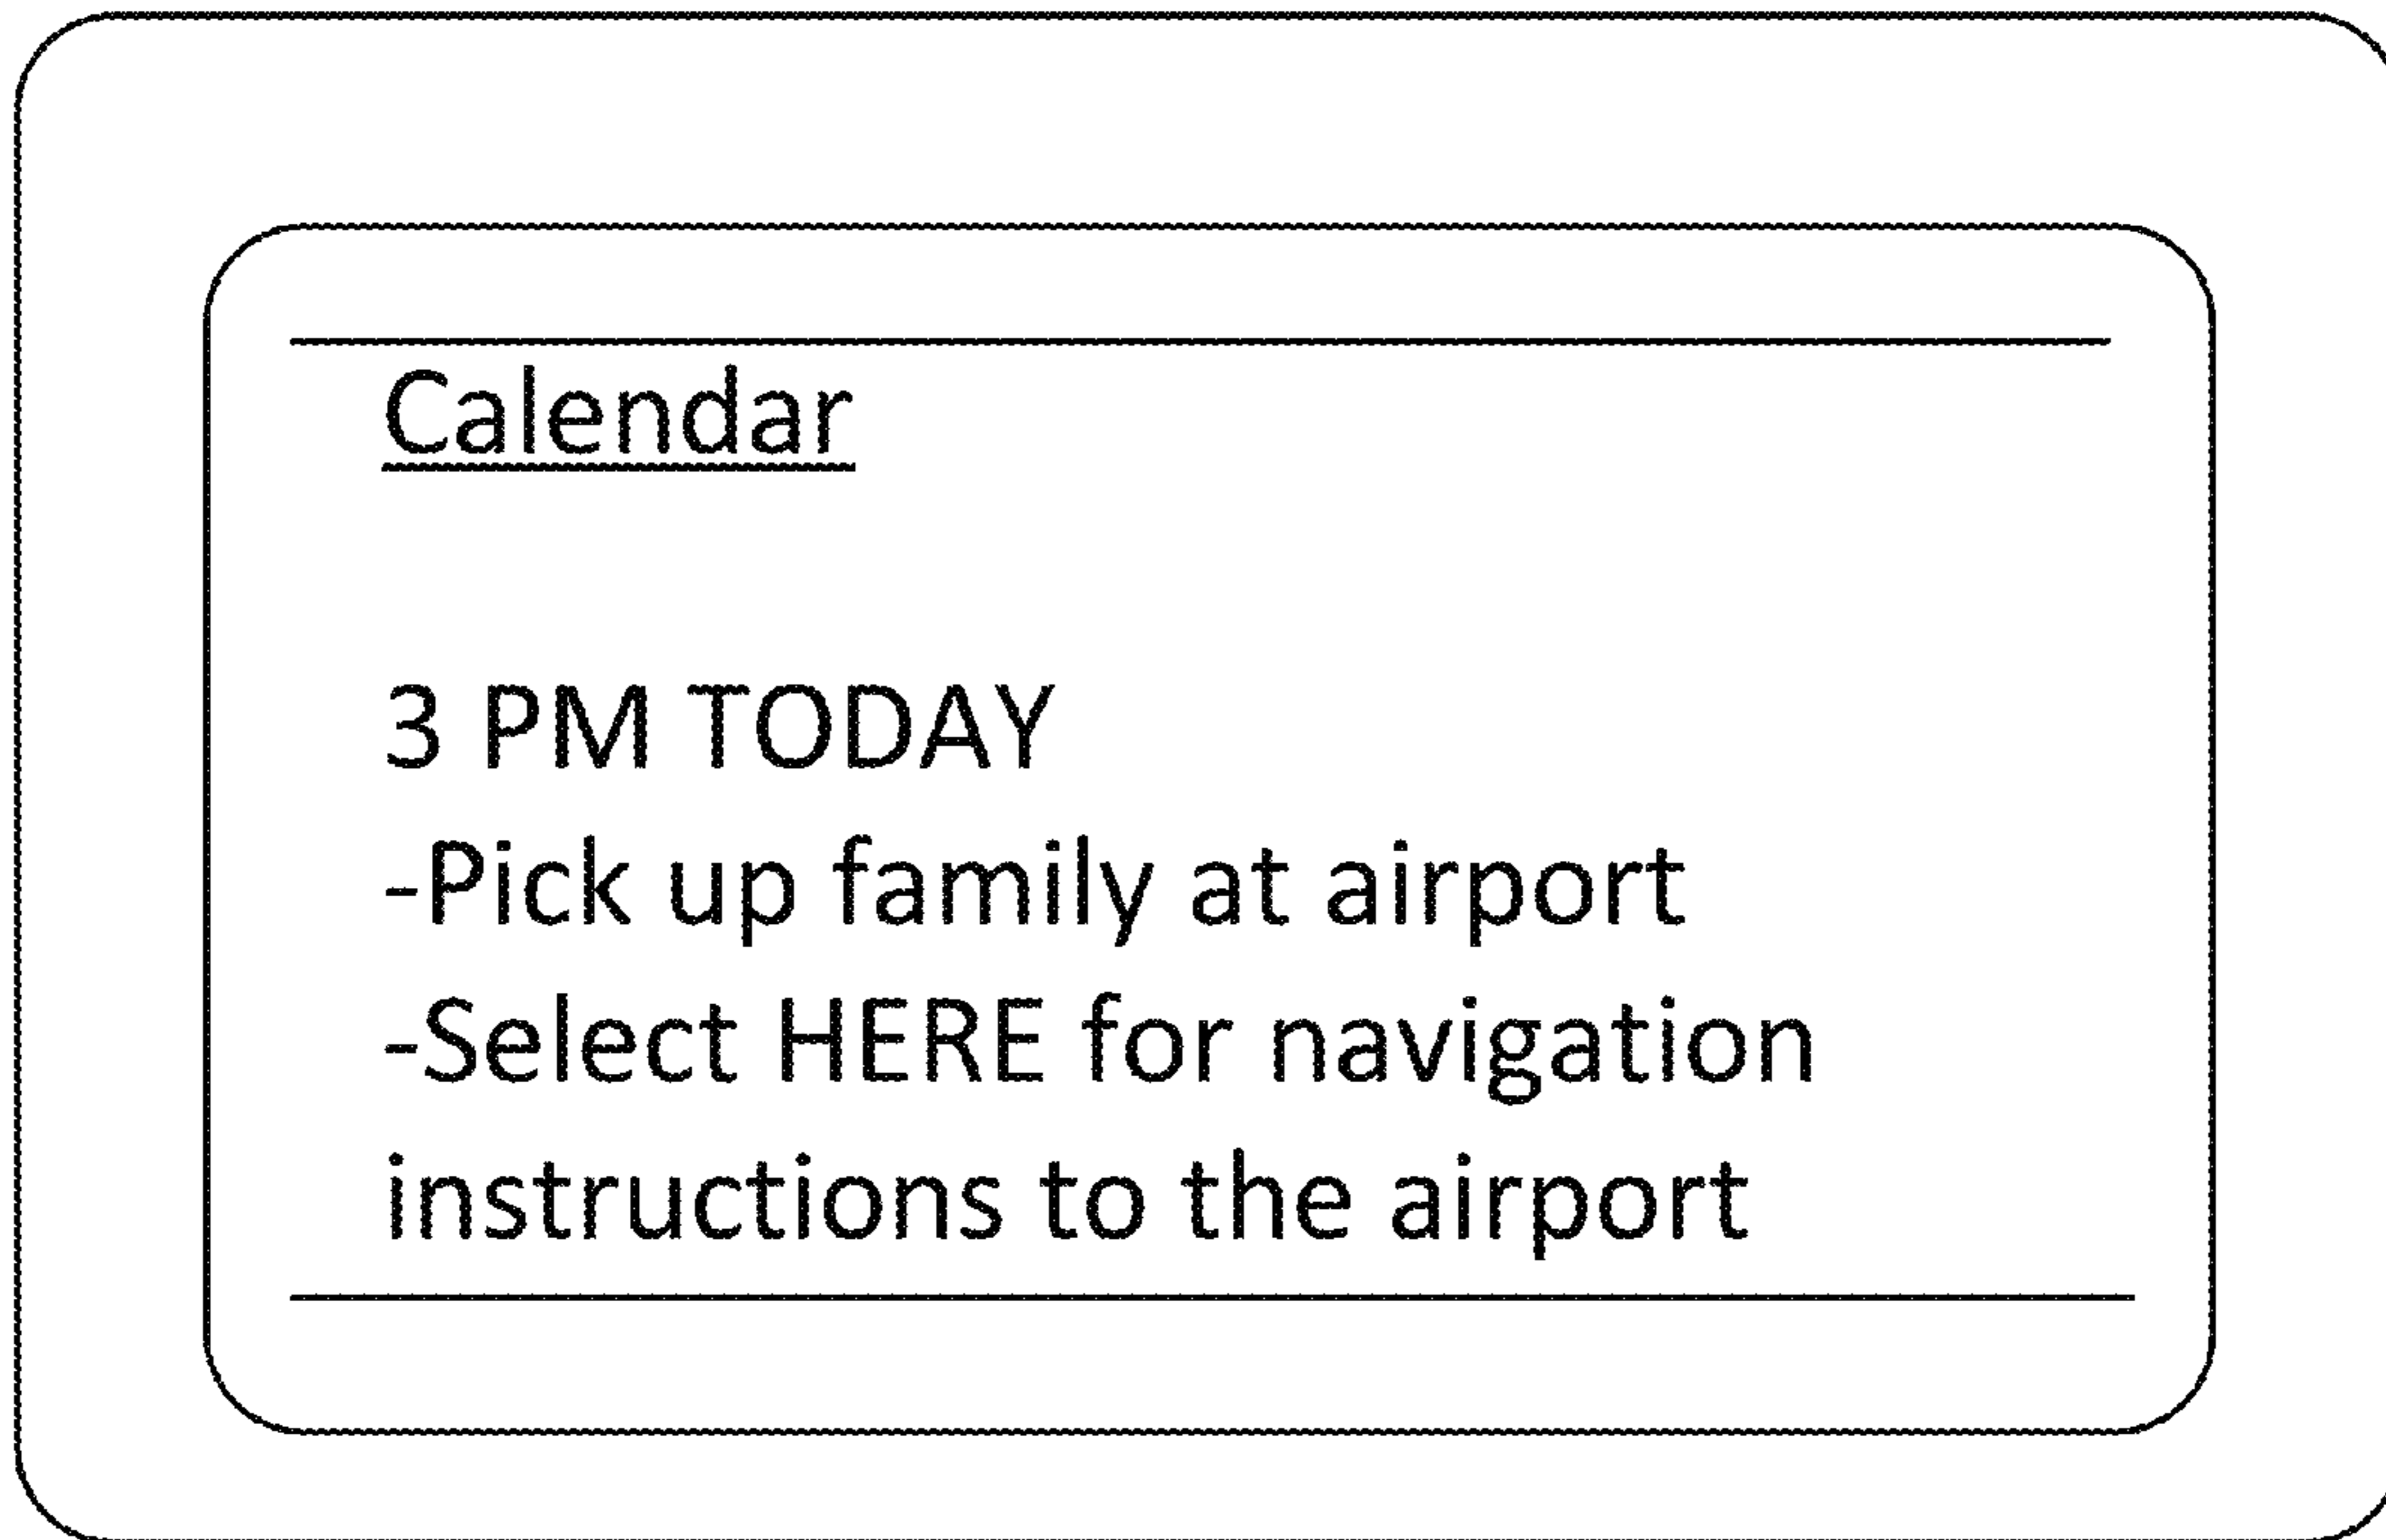 Calendar
3 PM TODAY
-Pick up family at airport
-Select HERE for navigation
instructions to the airport